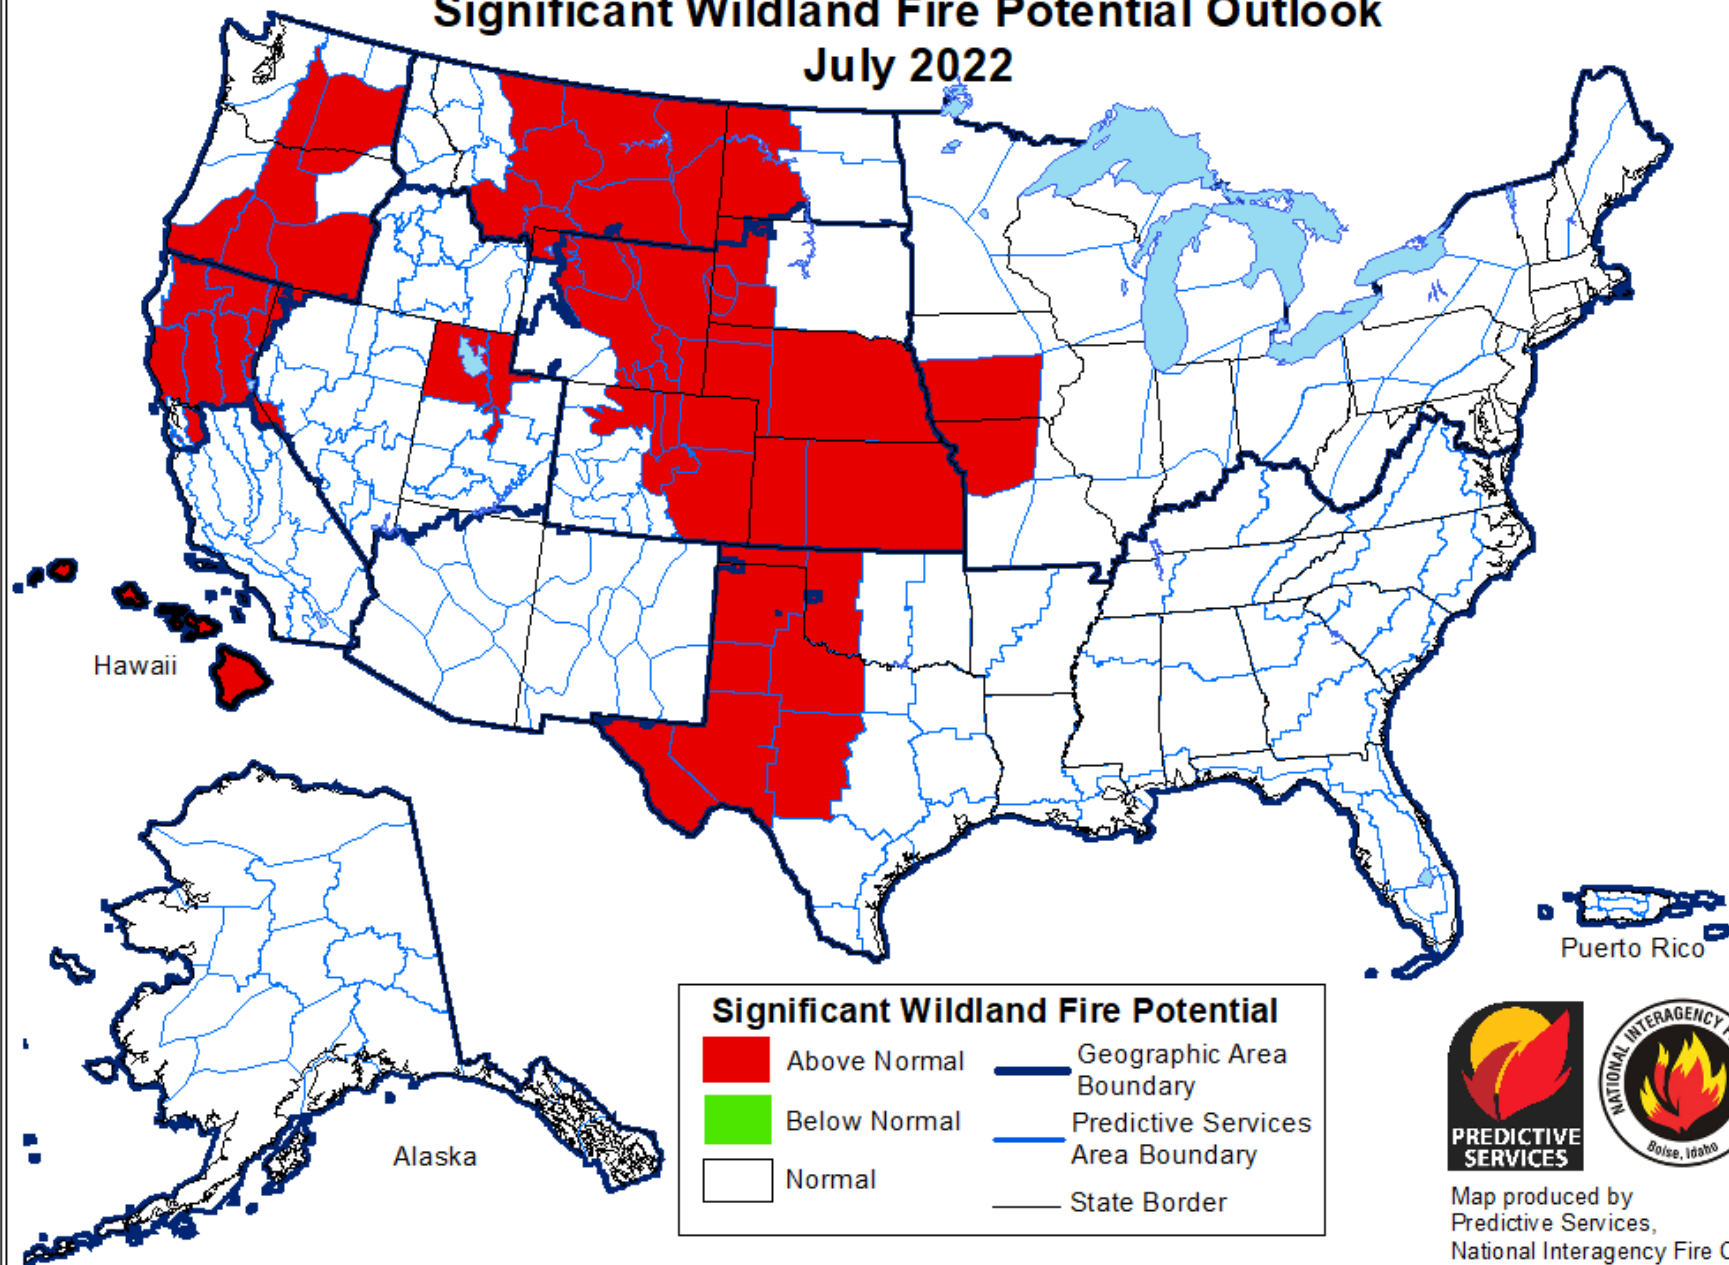 Significant Wildland Fire Potential Outlook
July 2022
Hawaii
Alaska
Puerto Rico
Significant Wildland Fire Potential
Above Normal
Below Normal
Normal
Geographic Area
Boundary
Predictive Services
Area Boundary
State Border
PREDICTIVE
SERVICES
NATIONAL INTERAGENCY
Boise, Idaho
Map produced by
Predictive Services,
National Interagency Fire